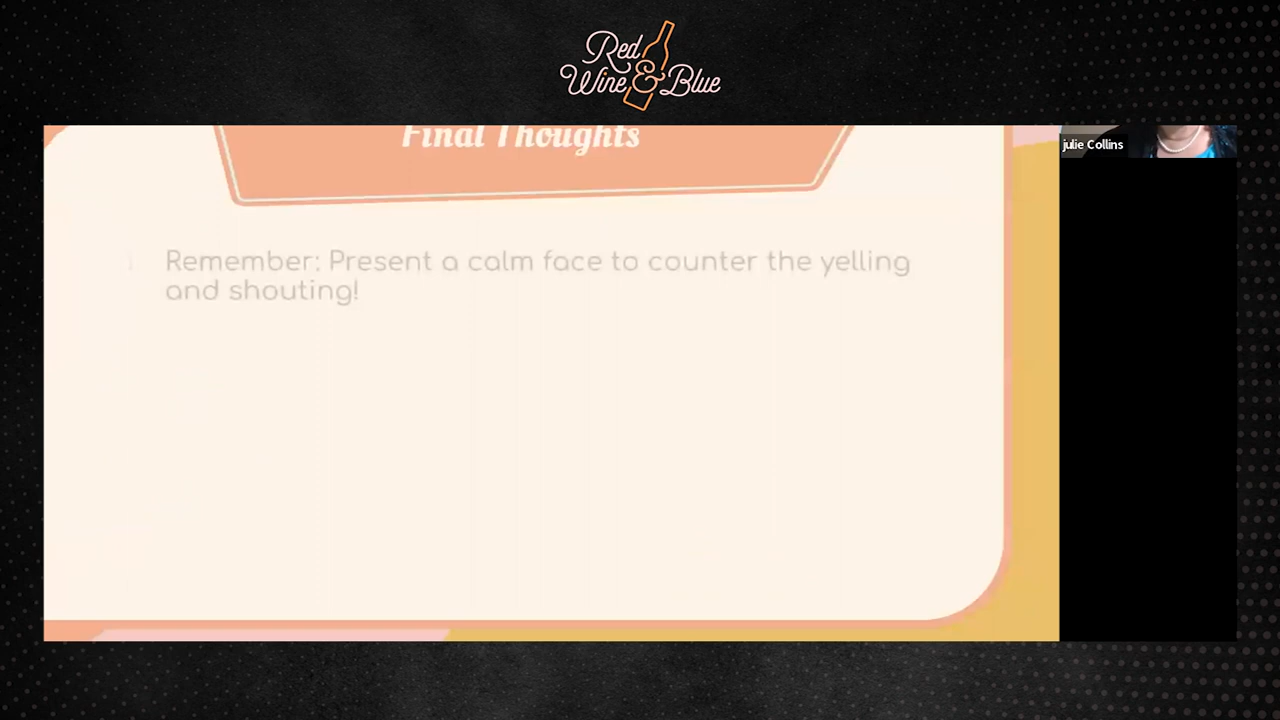 Red
Wine & Blue
Final Thoughts
julie Collins
Remember: Present a calm face to counter the yelling
and shouting!